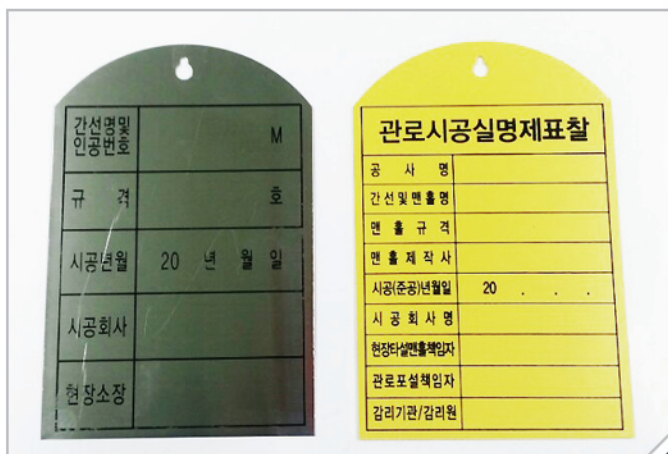 간선명및
인공번호
M
규 격
호
시공년월
20 년 월 일
시공회사
현장소장
관로시공실명제표찰
공 사 명
간선및맨홀명
맨 홀 규 격
맨 홀 제 작 사
시공(준공)년월일
20 . . .
시 공 회 사 명
현장타설맨홀책임자
관로포설책임자
감리기관/감리원